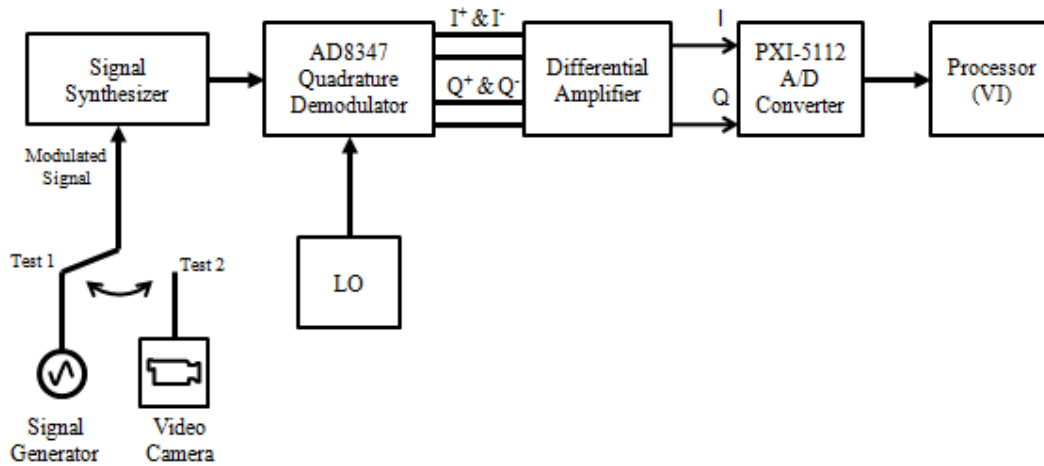 Signal
Synthesizer
AD8347
Quadrature
Demodulator
I⁺ & I⁻
Q⁺ & Q⁻
Differential
Amplifier
I
Q
PXI-5112
A/D
Converter
Processor
(VI)
Modulated
Signal
Test 1
Test 2
LO
Signal
Generator
Video
Camera